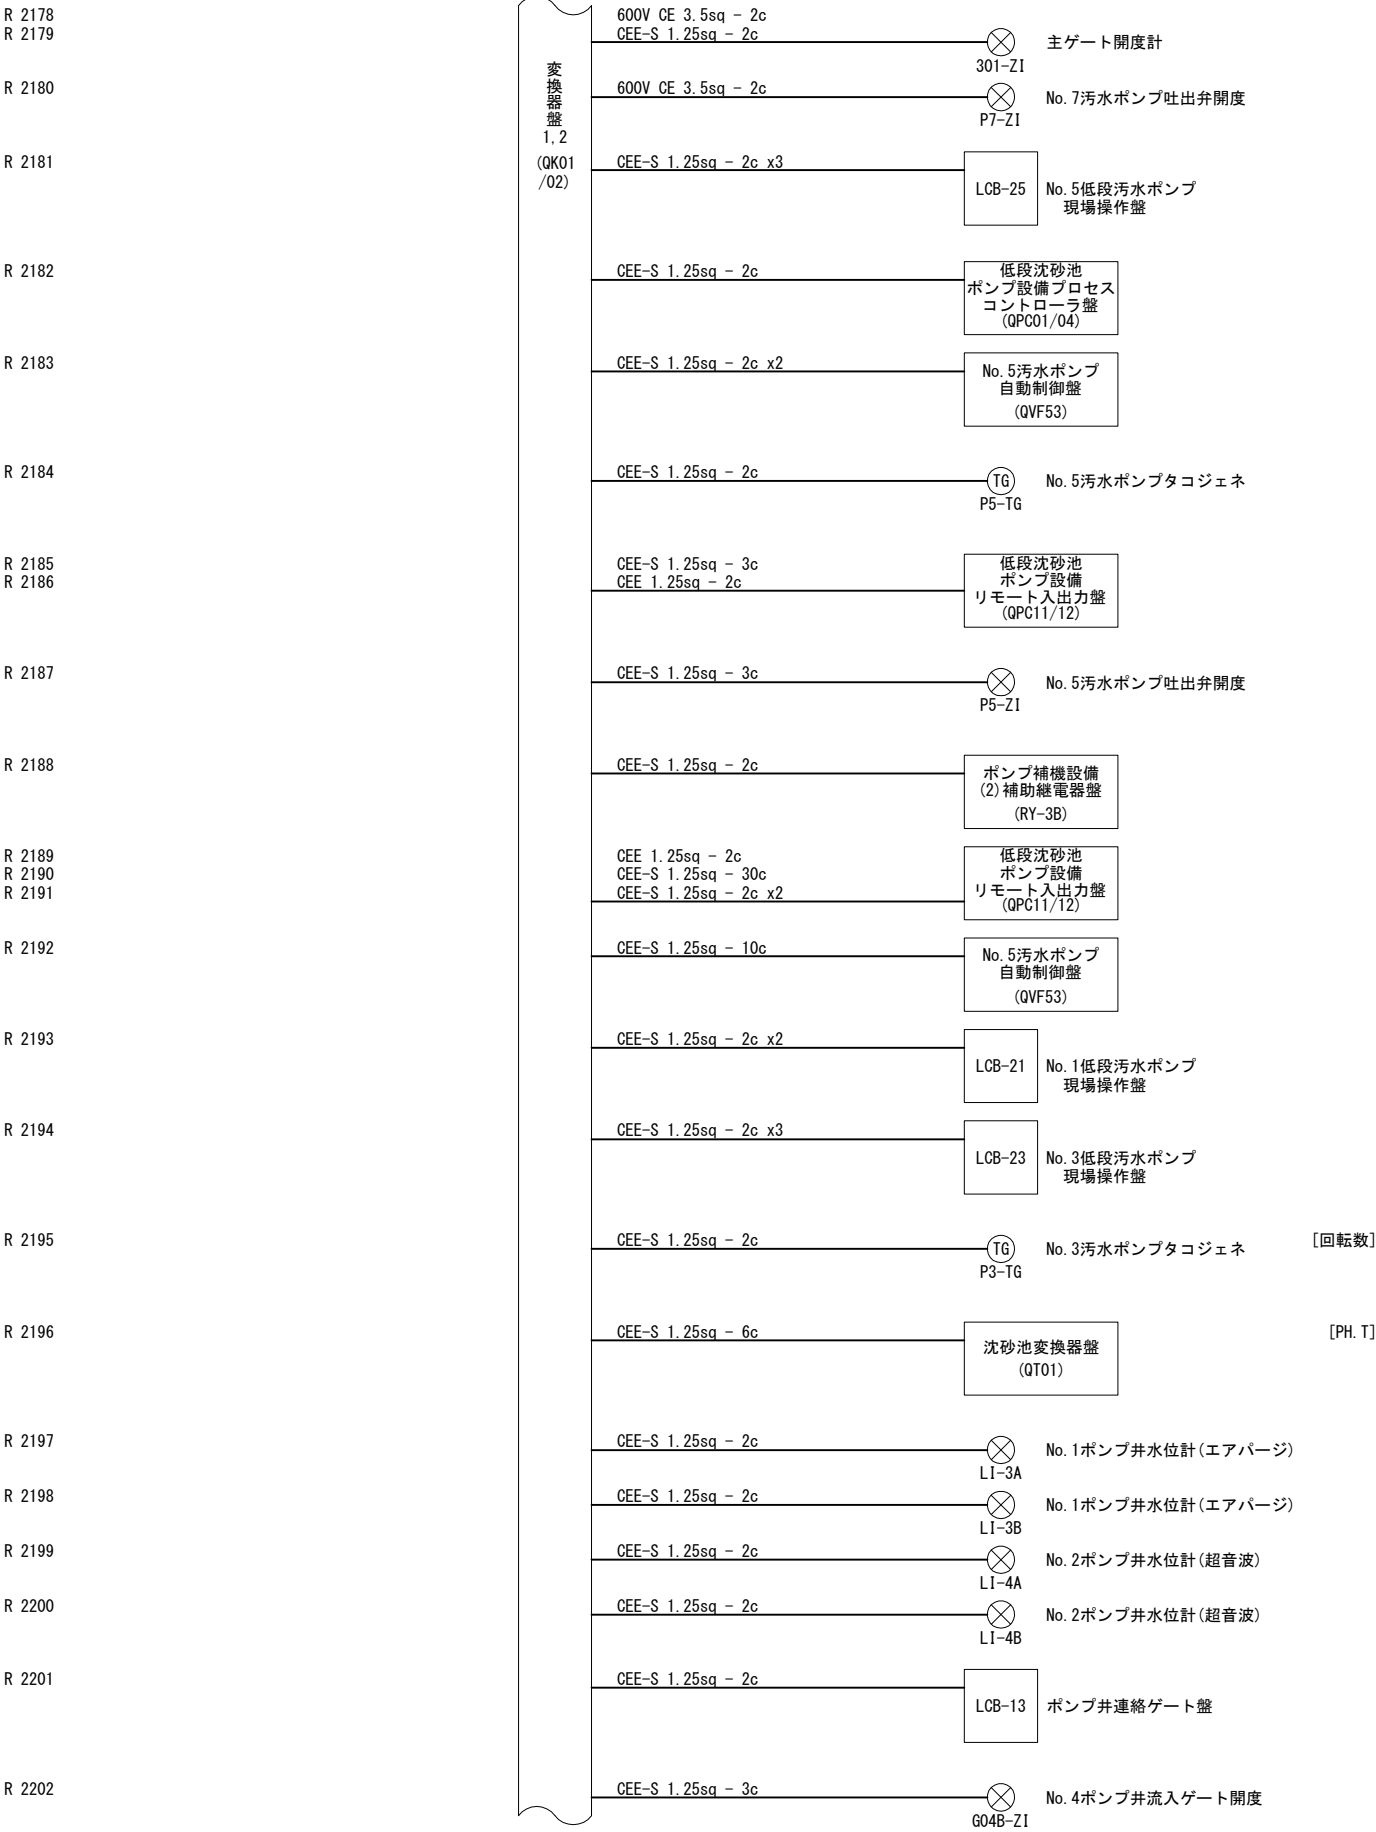 R 2178
600V CE 3.5sq - 2c
R 2179
CEE-S 1.25sq - 2c
主ゲート開度計
301-ZI
変換器盤
1,2
(QK01
/02)
R 2180
600V CE 3.5sq - 2c
No.7汚水ポンプ吐出弁開度
P7-ZI
R 2181
CEE-S 1.25sq - 2c x3
LCB-25
No.5低段汚水ポンプ
現場操作盤
R 2182
CEE-S 1.25sq - 2c
低段沈砂池
ポンプ設備プロセス
コントローラ盤
(QPC01/04)
R 2183
CEE-S 1.25sq - 2c x2
No.5汚水ポンプ
自動制御盤
(QVF53)
R 2184
CEE-S 1.25sq - 2c
TG
No.5汚水ポンプタコジェネ
P5-TG
R 2185
CEE-S 1.25sq - 3c
R 2186
CEE 1.25sq - 2c
低段沈砂池
ポンプ設備
リモート入出力盤
(QPC11/12)
R 2187
CEE-S 1.25sq - 3c
No.5汚水ポンプ吐出弁開度
P5-ZI
R 2188
CEE-S 1.25sq - 2c
ポンプ補機設備
(2)補助継電器盤
(RY-3B)
R 2189
CEE 1.25sq - 2c
R 2190
CEE-S 1.25sq - 30c
R 2191
CEE-S 1.25sq - 2c x2
低段沈砂池
ポンプ設備
リモート入出力盤
(QPC11/12)
R 2192
CEE-S 1.25sq - 10c
No.5汚水ポンプ
自動制御盤
(QVF53)
R 2193
CEE-S 1.25sq - 2c x2
LCB-21
No.1低段汚水ポンプ
現場操作盤
R 2194
CEE-S 1.25sq - 2c x3
LCB-23
No.3低段汚水ポンプ
現場操作盤
R 2195
CEE-S 1.25sq - 2c
TG
No.3汚水ポンプタコジェネ
[回転数]
P3-TG
R 2196
CEE-S 1.25sq - 6c
沈砂池変換器盤
(QT01)
[PH.T]
R 2197
CEE-S 1.25sq - 2c
No.1ポンプ井水位計(エアパージ)
LI-3A
R 2198
CEE-S 1.25sq - 2c
No.1ポンプ井水位計(エアパージ)
LI-3B
R 2199
CEE-S 1.25sq - 2c
No.2ポンプ井水位計(超音波)
LI-4A
R 2200
CEE-S 1.25sq - 2c
No.2ポンプ井水位計(超音波)
LI-4B
R 2201
CEE-S 1.25sq - 2c
LCB-13
ポンプ井連絡ゲート盤
R 2202
CEE-S 1.25sq - 3c
No.4ポンプ井流入ゲート開度
G04B-ZI